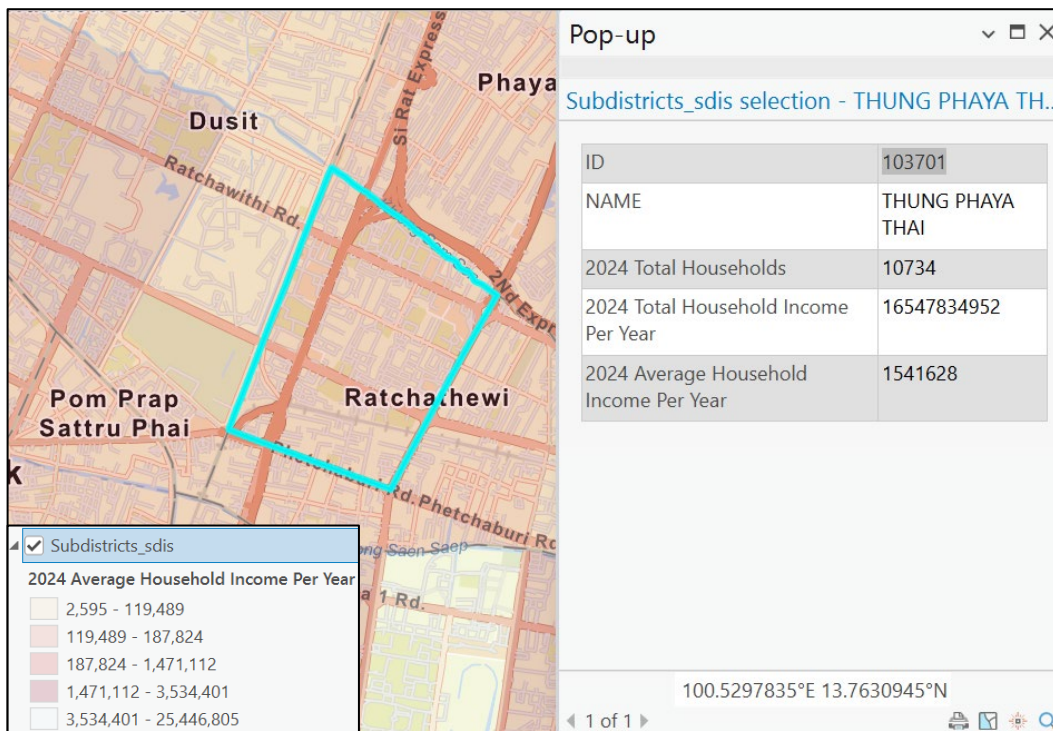 Phaya
Dusit
Si Rat Express
Ratchawithi Rd.
2Nd Expr
Pom Prap
Sattru Phai
Ratchathewi
k
Phetchaburi Rd.
Phetchaburi Rd
ong Saen Saep
a 1 Rd.
Subdistricts_sdis
2024 Average Household Income Per Year
2,595 - 119,489
119,489 - 187,824
187,824 - 1,471,112
1,471,112 - 3,534,401
3,534,401 - 25,446,805
Pop-up
Subdistricts_sdis selection - THUNG PHAYA TH...
ID 103701
NAME THUNG PHAYA
THAI
2024 Total Households 10734
2024 Total Household Income 16547834952
Per Year
2024 Average Household 1541628
Income Per Year
100.5297835°E 13.7630945°N
1 of 1